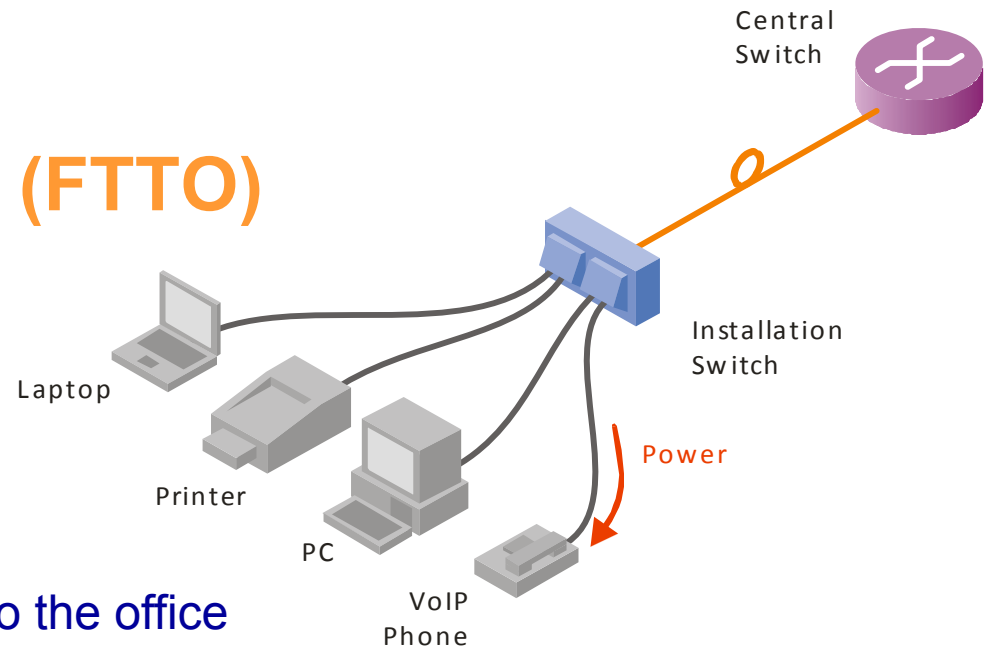 Central
Switch
(FTTO)
Installation
Switch
Laptop
Power
Printer
PC
VoIP
Phone
o the office